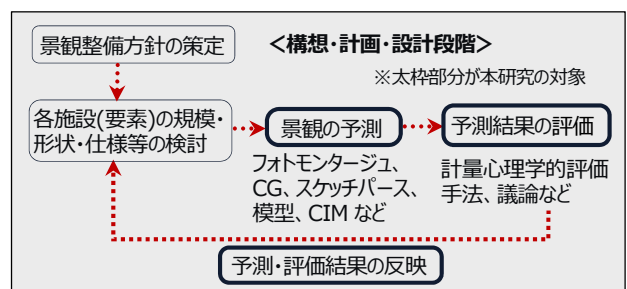 景観整備方針の策定
<構想・計画・設計段階>
※太枠部分が本研究の対象
各施設(要素)の規模・
形状・仕様等の検討
景観の予測
予測結果の評価
フォトモンタージュ、
CG、スケッチパース、
模型、CIM など
計量心理学的評価
手法、議論など
予測・評価結果の反映